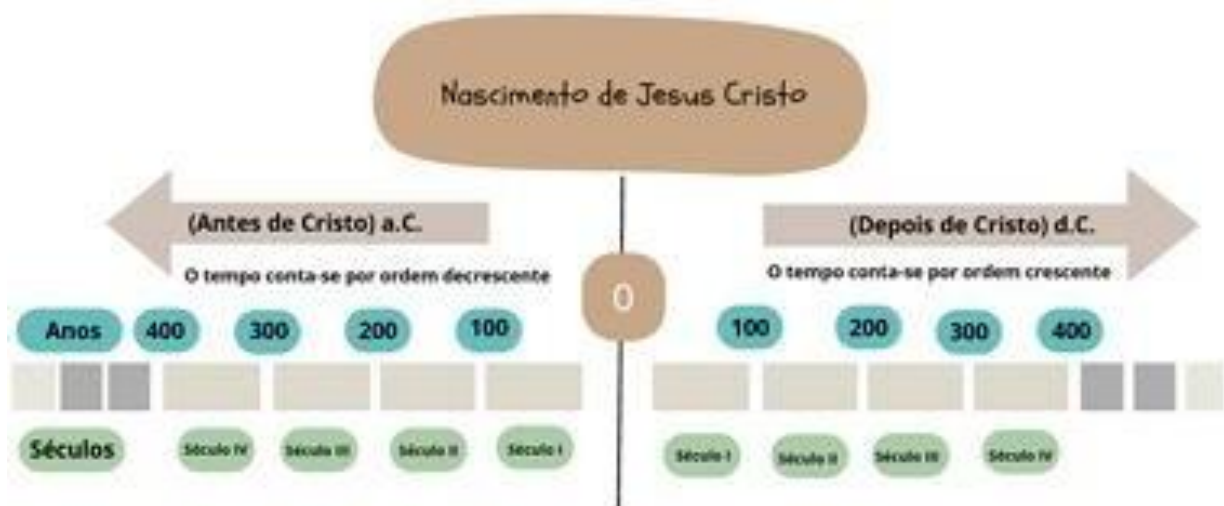 Nascimento de Jesus Cristo
(Antes de Cristo) a.C.
(Depois de Cristo) d.C.
O tempo conta-se por ordem decrescente
O tempo conta-se por ordem crescente
0
Anos 400 300 200 100
100 200 300 400
Séculos Século IV Século III Século II Século I
Século I Século II Século III Século IV